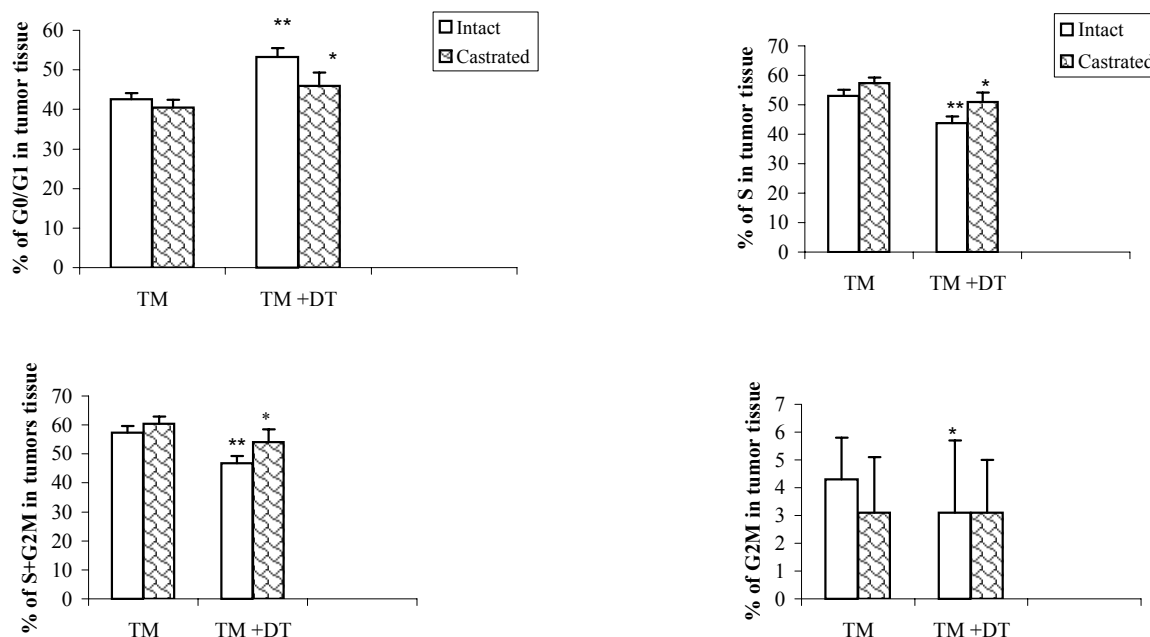 % of G0/G1 in tumor tissue
60
50
40
30
20
10
0
**
*
Intact
Castrated
TM
TM +DT
% of S in tumor tissue
70
60
50
40
30
20
10
0
**
*
Intact
Castrated
TM
TM +DT
% of S+G2M in tumors tissue
70
60
50
40
30
20
10
0
**
*
TM
TM +DT
% of G2M in tumor tissue
7
6
5
4
3
2
1
0
*
TM
TM +DT